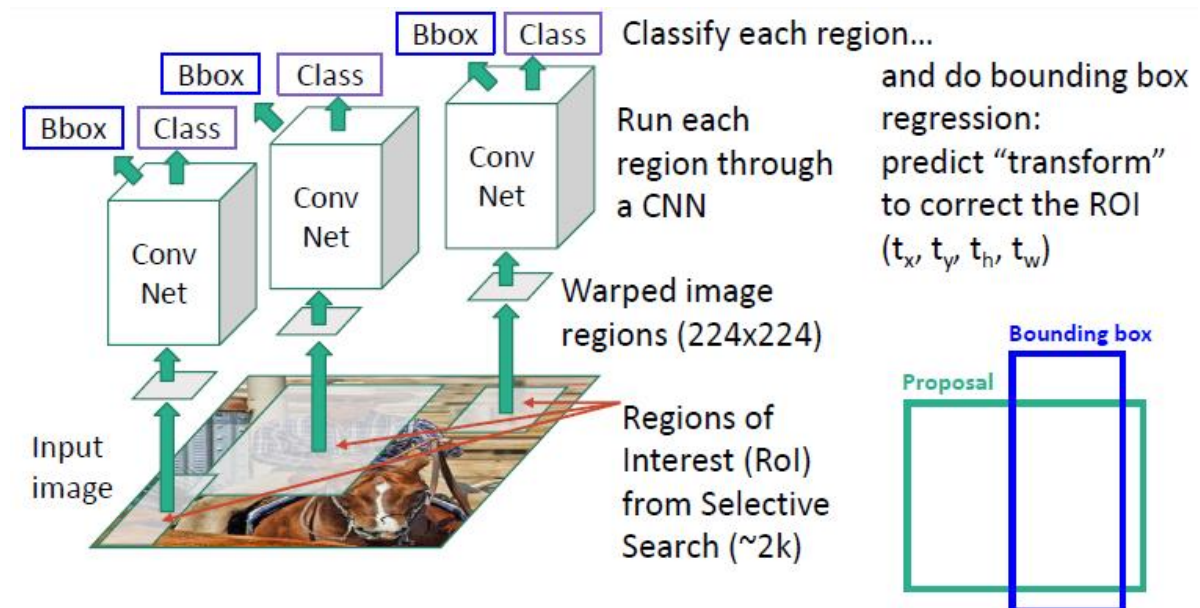 Bbox Class
Bbox Class
Bbox Class
Conv
Net
Conv
Net
Conv
Net
Input
image
Classify each region…
and do bounding box
regression:
predict “transform”
to correct the ROI
(tₓ, tᵧ, tₕ, t_w)
Run each
region through
a CNN
Warped image
regions (224x224)
Regions of
Interest (RoI)
from Selective
Search (~2k)
Bounding box
Proposal